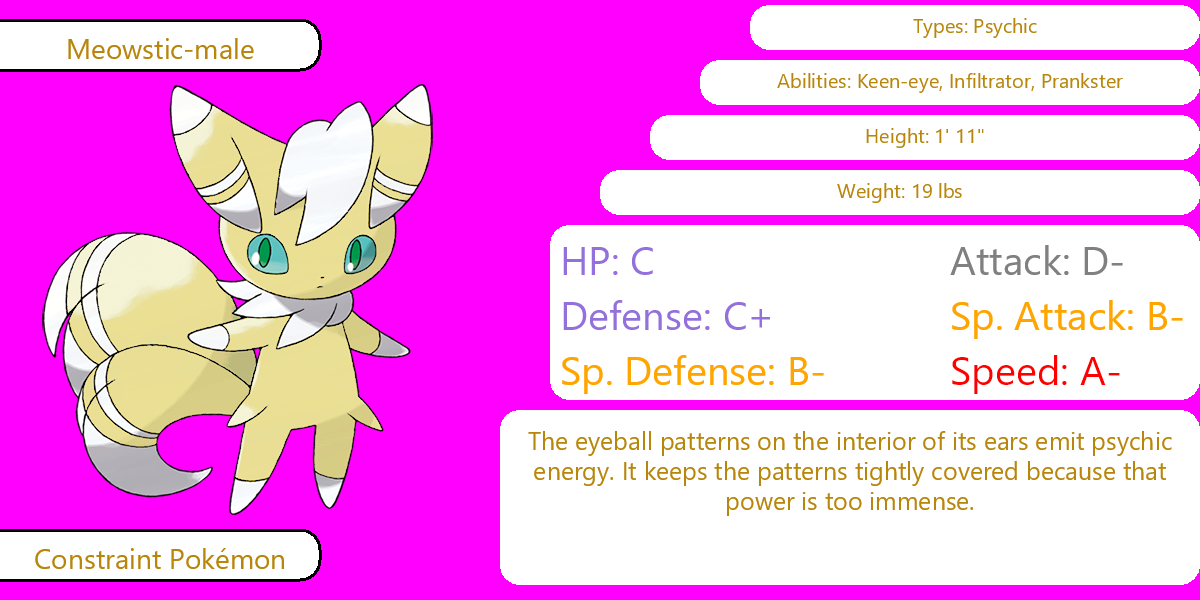 Meowstic-male
Types: Psychic
Abilities: Keen-eye, Infiltrator, Prankster
Height: 1' 11"
Weight: 19 lbs
HP: C
Attack: D-
Defense: C+
Sp. Attack: B-
Sp. Defense: B-
Speed: A-
The eyeball patterns on the interior of its ears emit psychic
energy. It keeps the patterns tightly covered because that
power is too immense.
Constraint Pokémon